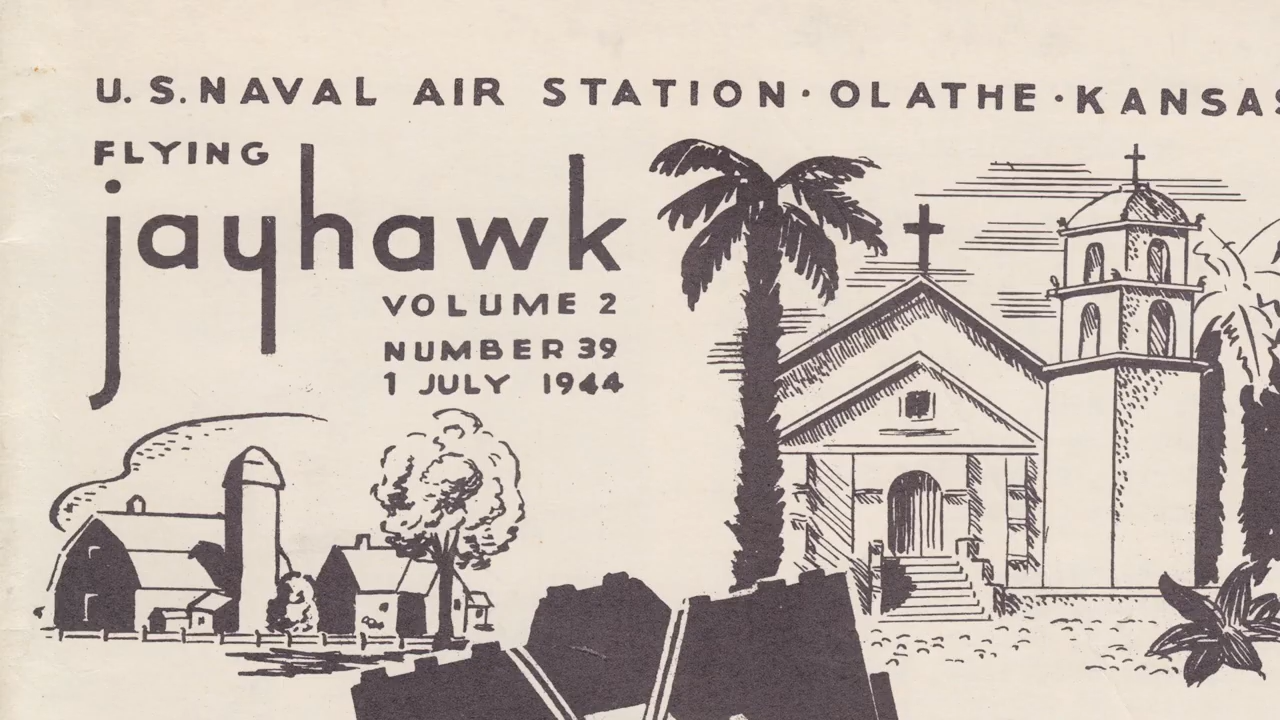 U.S. NAVAL AIR STATION · OLATHE · KANSAS
FLYING
jayhawk
VOLUME 2
NUMBER 39
1 JULY 1944